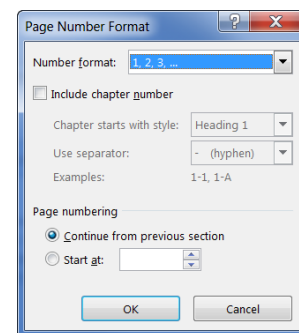 Page Number Format
Number format: 1, 2, 3, ...
Include chapter number
Chapter starts with style: Heading 1
Use separator: - (hyphen)
Examples: 1-1, 1-A
Page numbering
Continue from previous section
Start at:
OK Cancel